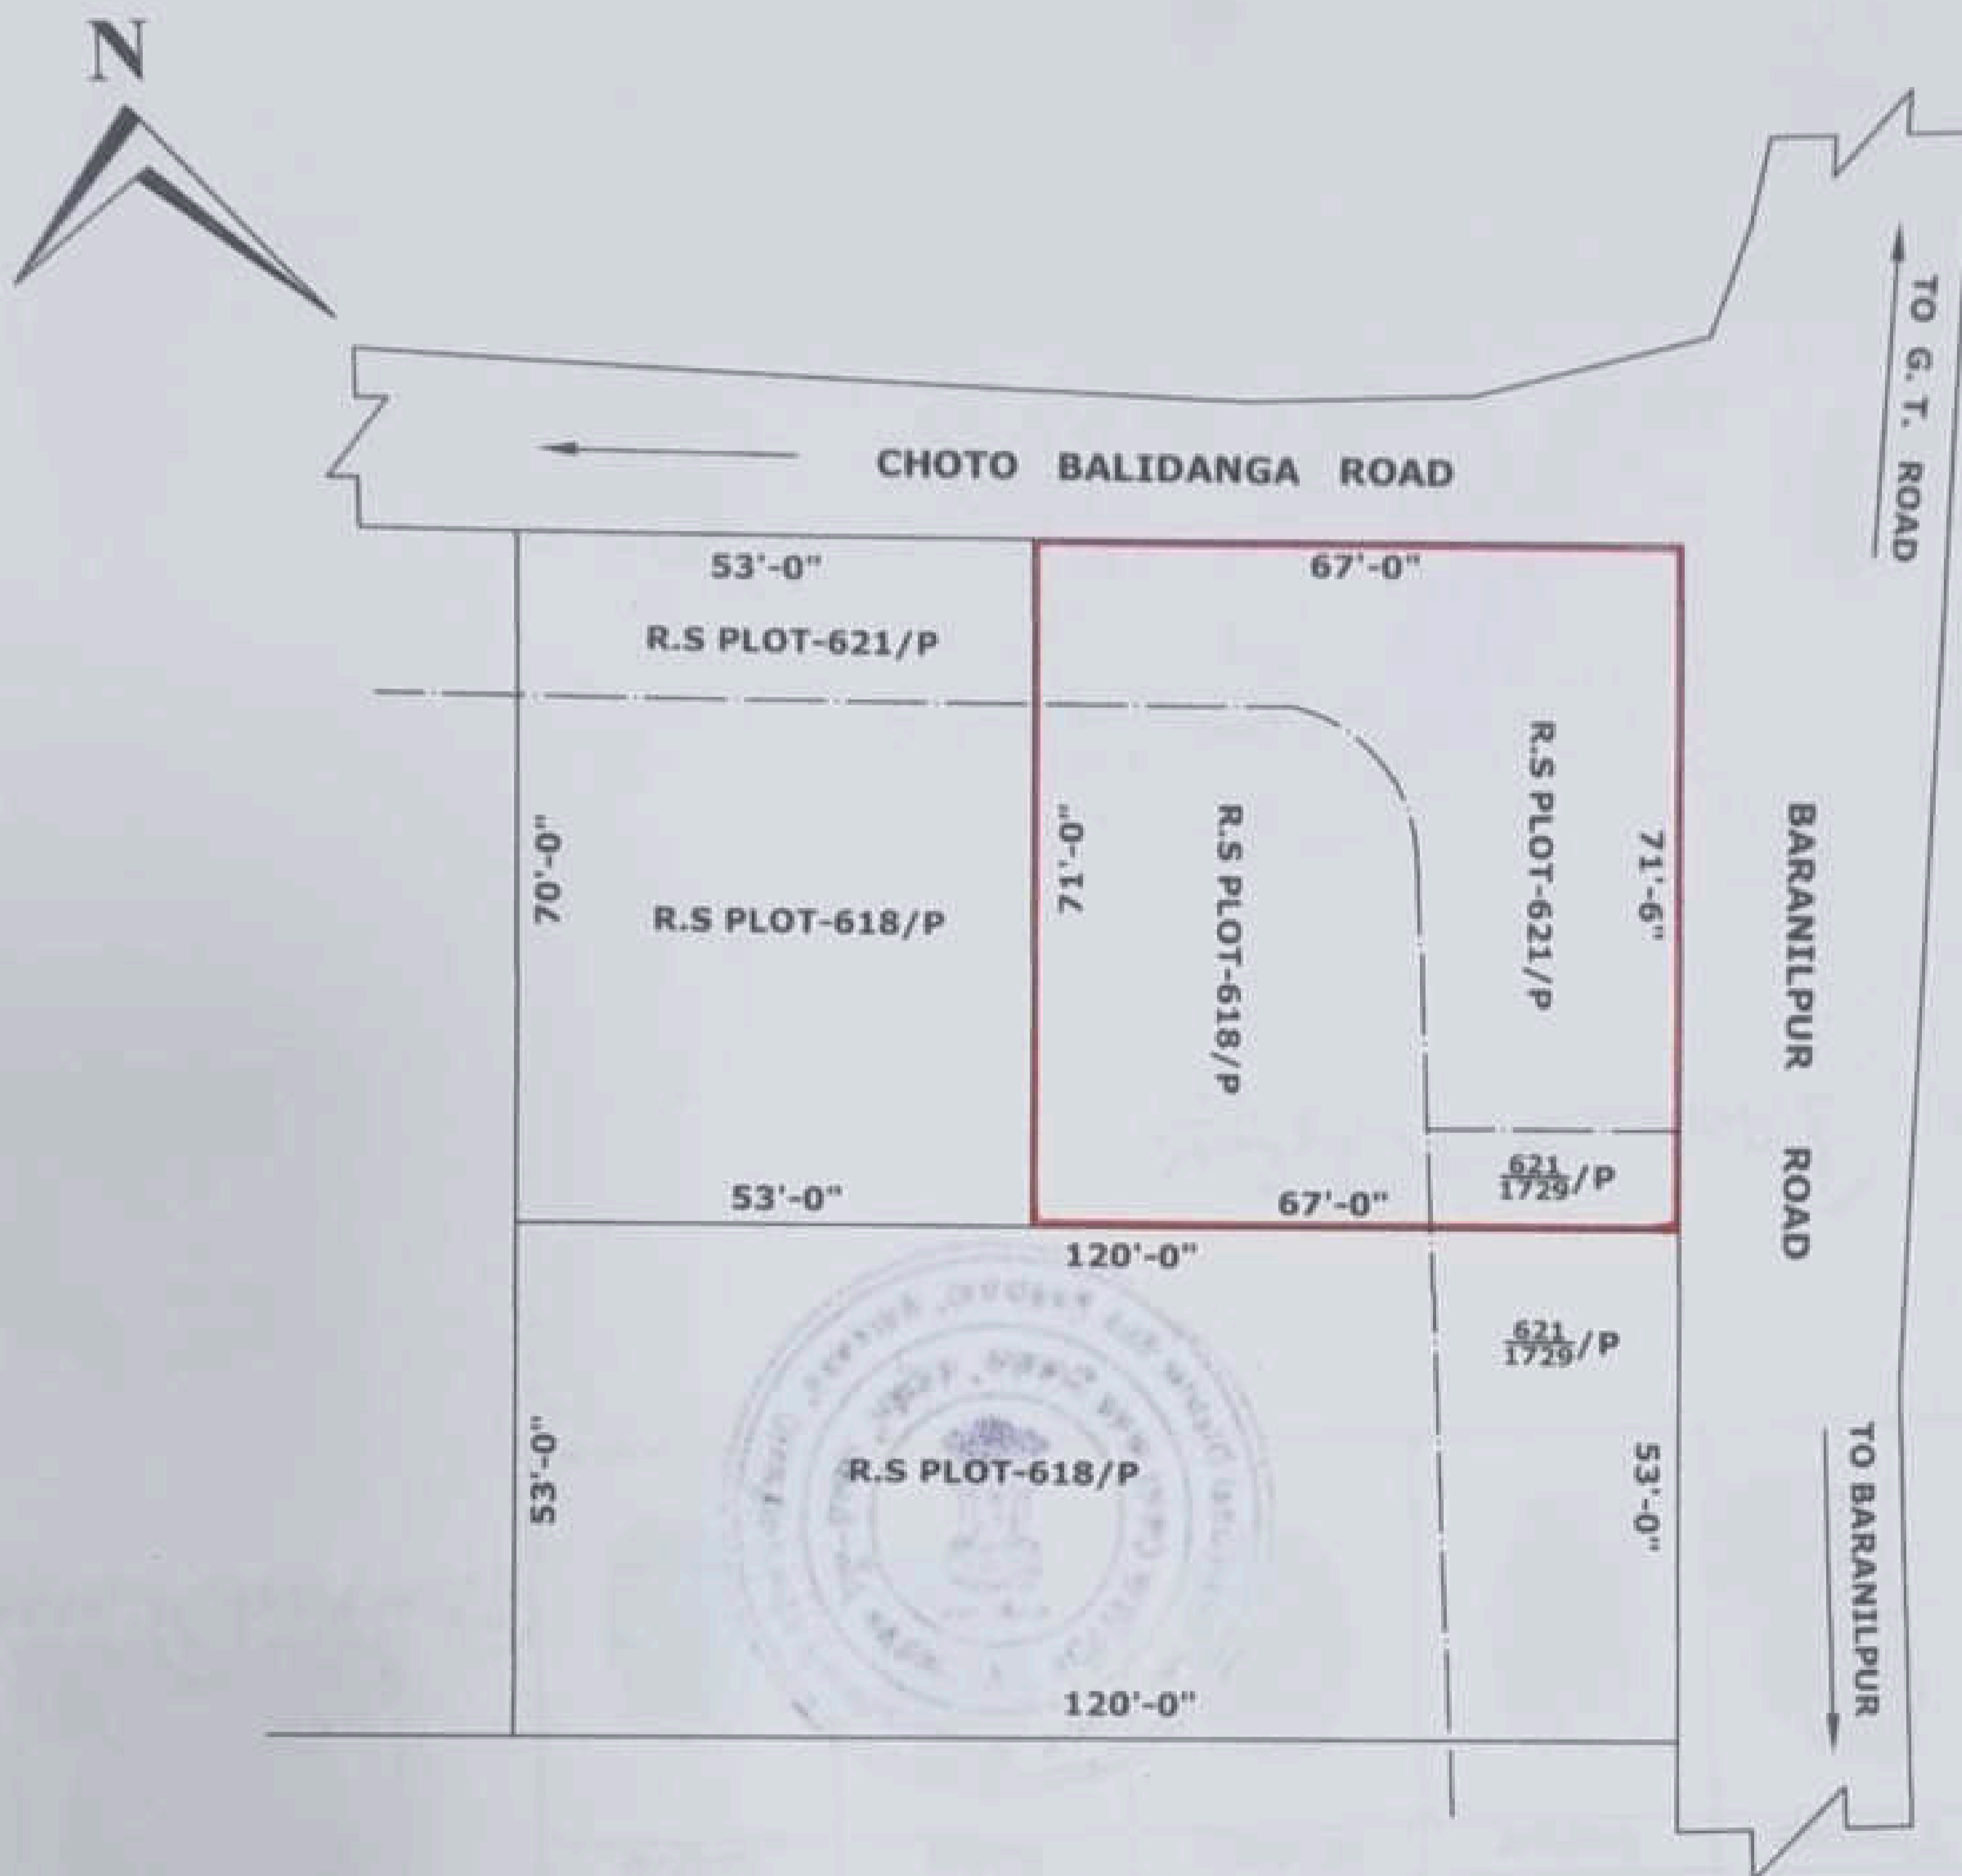 N
TO G. T. ROAD
CHOTO BALIDANGA ROAD
53'-0"
67'-0"
R.S PLOT-621/P
R.S PLOT-621/P
70'-0"
R.S PLOT-618/P
71'-0"
R.S PLOT-618/P
71'-6"
BARANILPUR ROAD
53'-0"
67'-0"
621
1729/P
120'-0"
621
1729/P
53'-0"
R.S PLOT-618/P
53'-0"
TO BARANILPUR
120'-0"